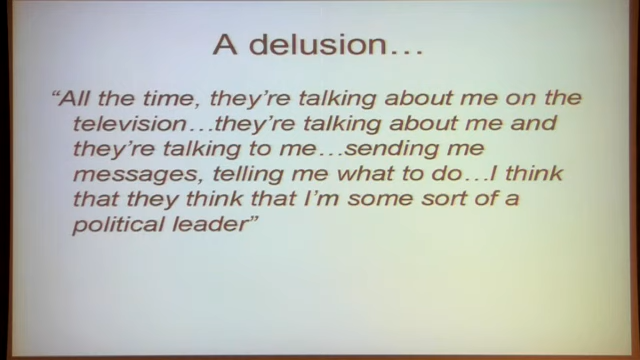 A delusion…
“All the time, they’re talking about me on the
television…they’re talking about me and
they’re talking to me…sending me
messages, telling me what to do…I think
that they think that I’m some sort of a
political leader”